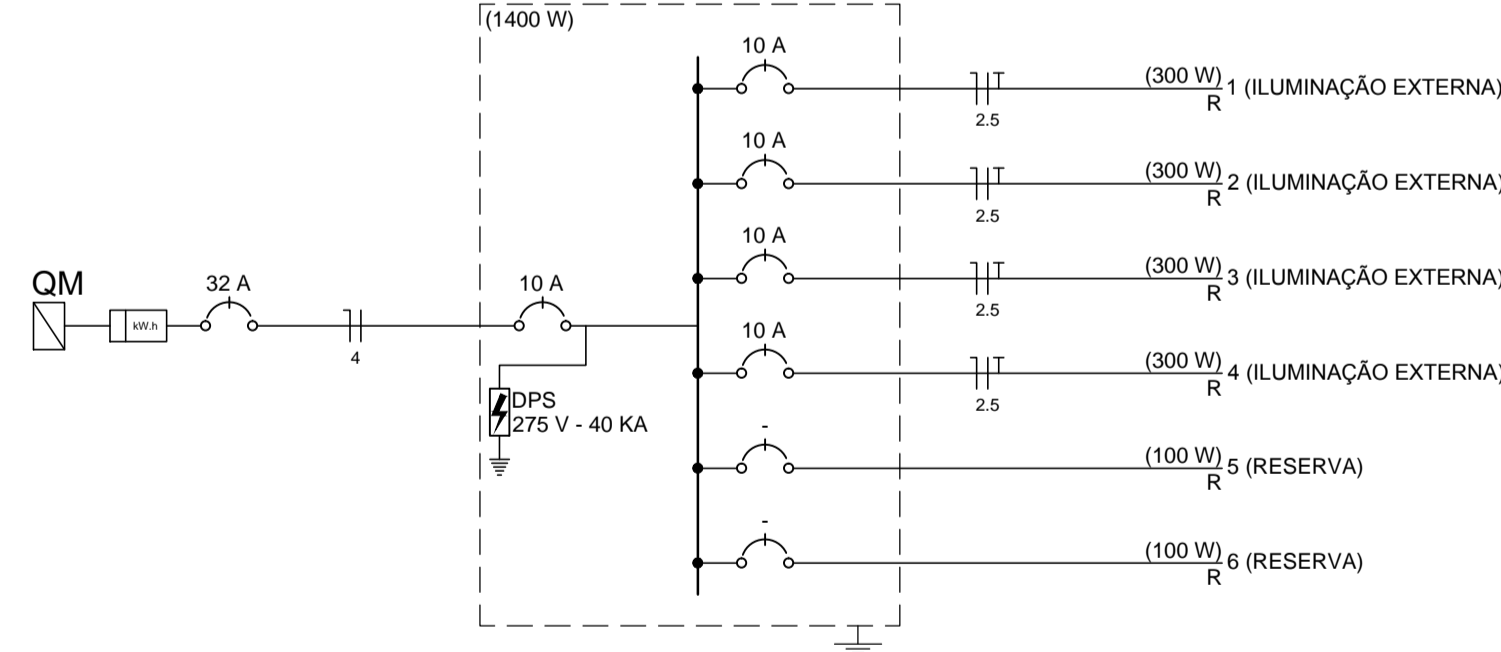 (1400 W)
10 A
(300 W) 1 (ILUMINAÇÃO EXTERNA)
R
2.5
10 A
(300 W) 2 (ILUMINAÇÃO EXTERNA)
R
2.5
10 A
(300 W) 3 (ILUMINAÇÃO EXTERNA)
R
2.5
QM
kW.h
32 A
4
10 A
DPS
275 V - 40 KA
10 A
(300 W) 4 (ILUMINAÇÃO EXTERNA)
R
2.5
-
(100 W) 5 (RESERVA)
R
-
(100 W) 6 (RESERVA)
R